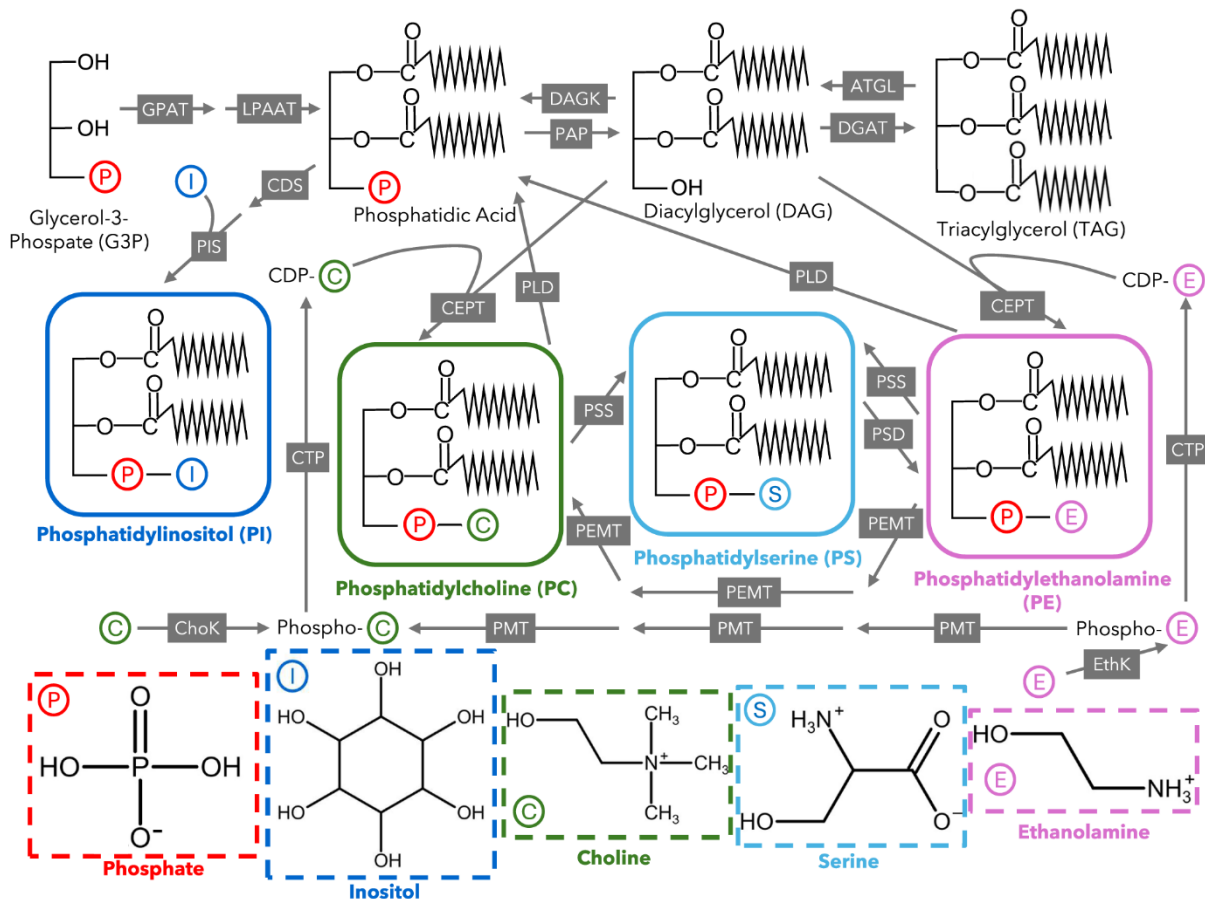 OH
OH
P
Glycerol-3-
Phospate (G3P)
GPAT
LPAAT
O
O
C
O
O
C
P
Phosphatidic Acid
DAGK
PAP
O
O
C
O
O
C
OH
Diacylglycerol (DAG)
ATGL
DGAT
O
O
C
O
O
C
O
O
C
Triacylglycerol (TAG)
I
CDS
PIS
CDP-C
CEPT
PLD
PLD
CEPT
CDP-E
O
O
C
O
O
C
P
I
Phosphatidylinositol (PI)
CTP
O
O
C
O
O
C
P
C
Phosphatidylcholine (PC)
PSS
PEMT
O
O
C
O
O
C
P
S
Phosphatidylserine (PS)
PSS
PSD
PEMT
PEMT
O
O
C
O
O
C
P
E
Phosphatidylethanolamine
(PE)
CTP
C
ChoK
Phospho-C
PMT
PMT
PMT
Phospho-E
E
EthK
P
O
HO
P
OH
O−
Phosphate
I
OH
HO
OH
HO
OH
OH
Inositol
HO
CH3
N+
CH3
CH3
C
Choline
S
H3N+
O
HO
O−
Serine
HO
E
NH3+
Ethanolamine